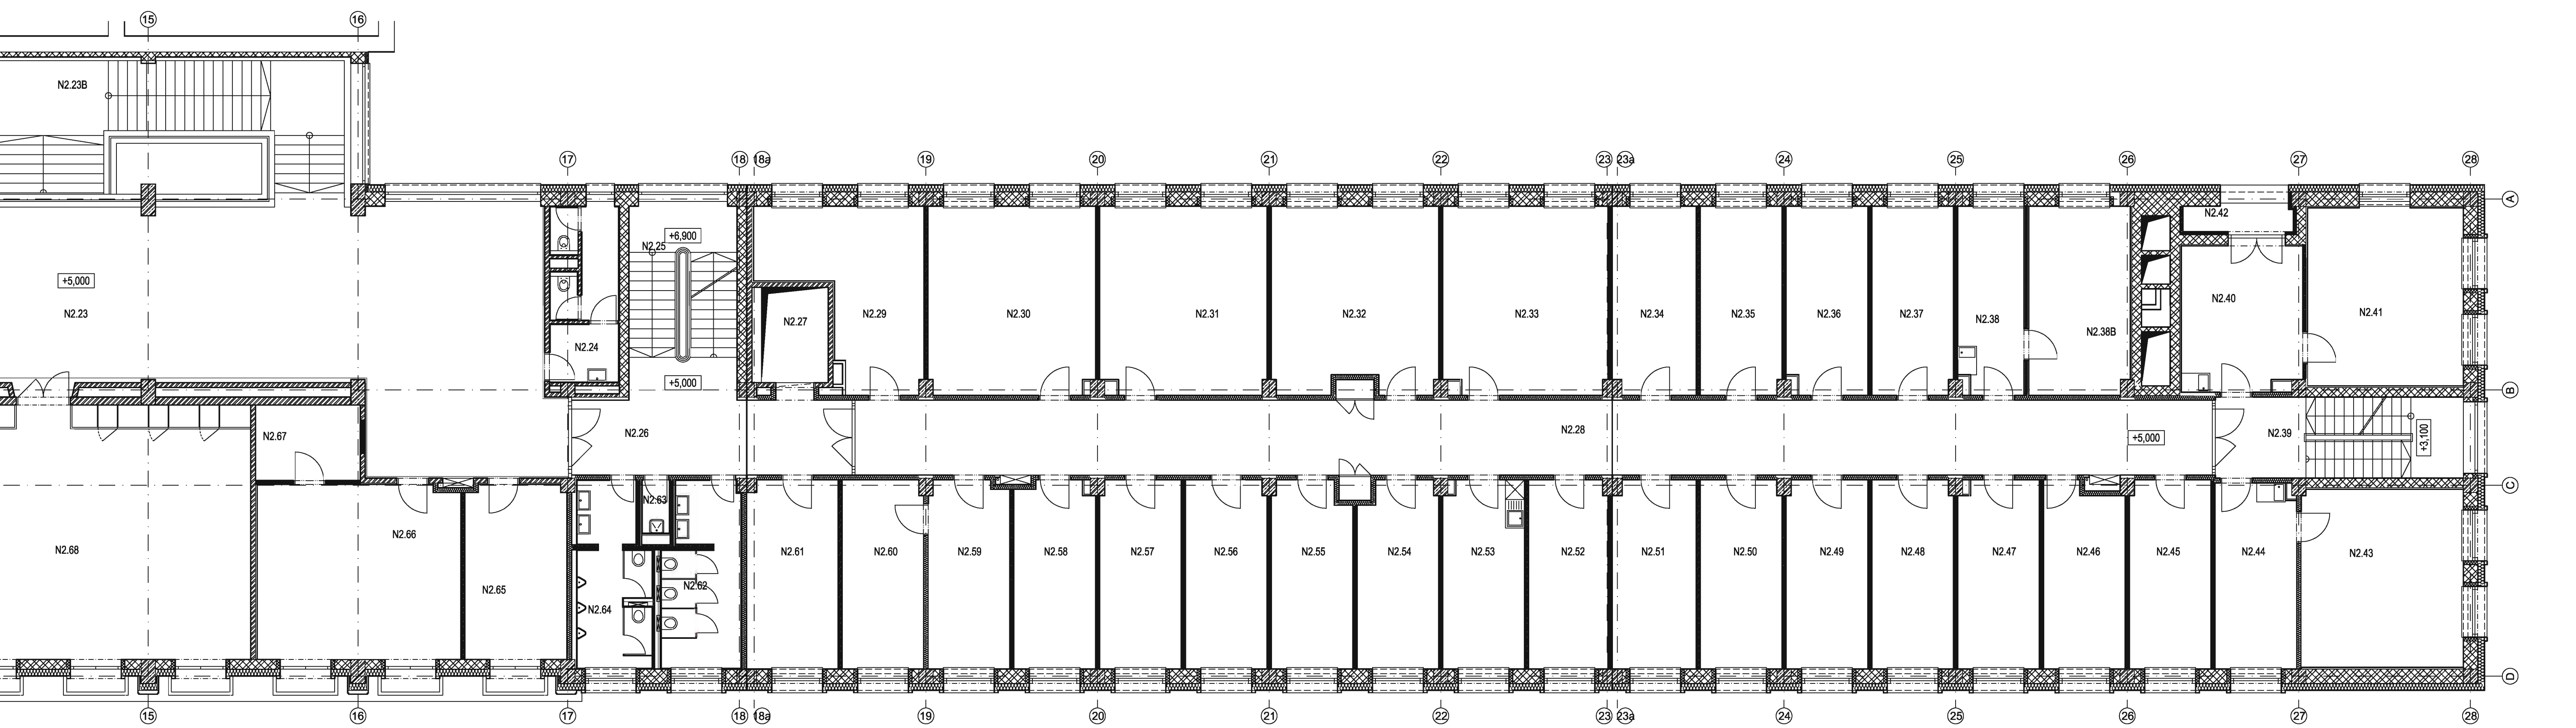 15 16
N2.23B
17 18 18a 19 20 21 22 23 23a 24 25 26 27 28
A
N2.42
+6,900
N2.25
+5,000
N2.23
N2.24
N2.27
N2.29
N2.30
N2.31
N2.32
N2.33
N2.34
N2.35
N2.36
N2.37
N2.38
N2.38B
N2.40
N2.41
+5,000
B
N2.67
N2.26
N2.28
+5,000
N2.39
+3,100
C
N2.68
N2.66
N2.65
N2.64
N2.63
N2.62
N2.61
N2.60
N2.59
N2.58
N2.57
N2.56
N2.55
N2.54
N2.53
N2.52
N2.51
N2.50
N2.49
N2.48
N2.47
N2.46
N2.45
N2.44
N2.43
D
15 16 17 18 18a 19 20 21 22 23 23a 24 25 26 27 28